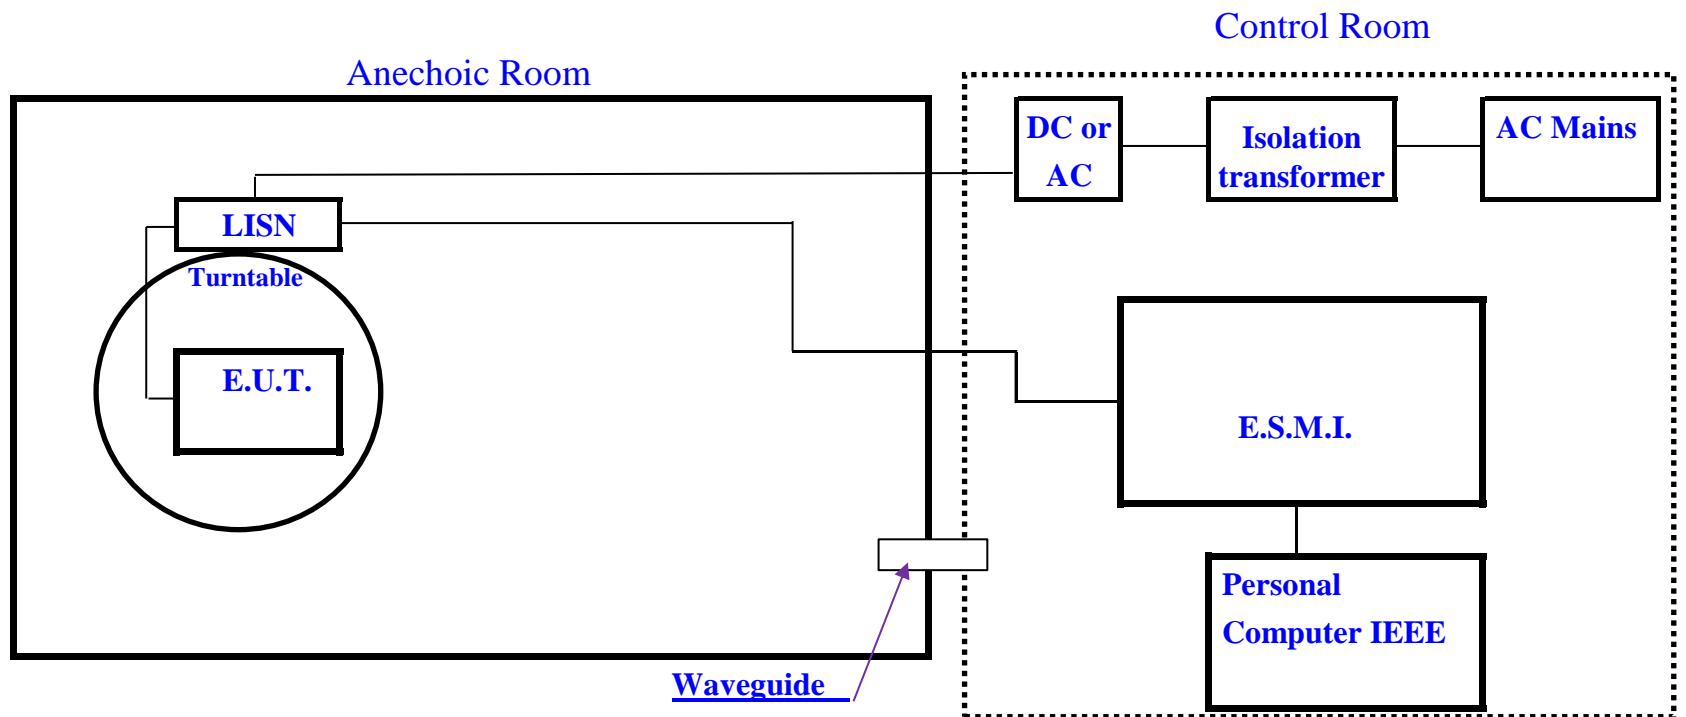 Control Room
Anechoic Room
DC or
AC
Isolation
transformer
AC Mains
LISN
Turntable
E.U.T.
E.S.M.I.
Personal
Computer IEEE
Waveguide